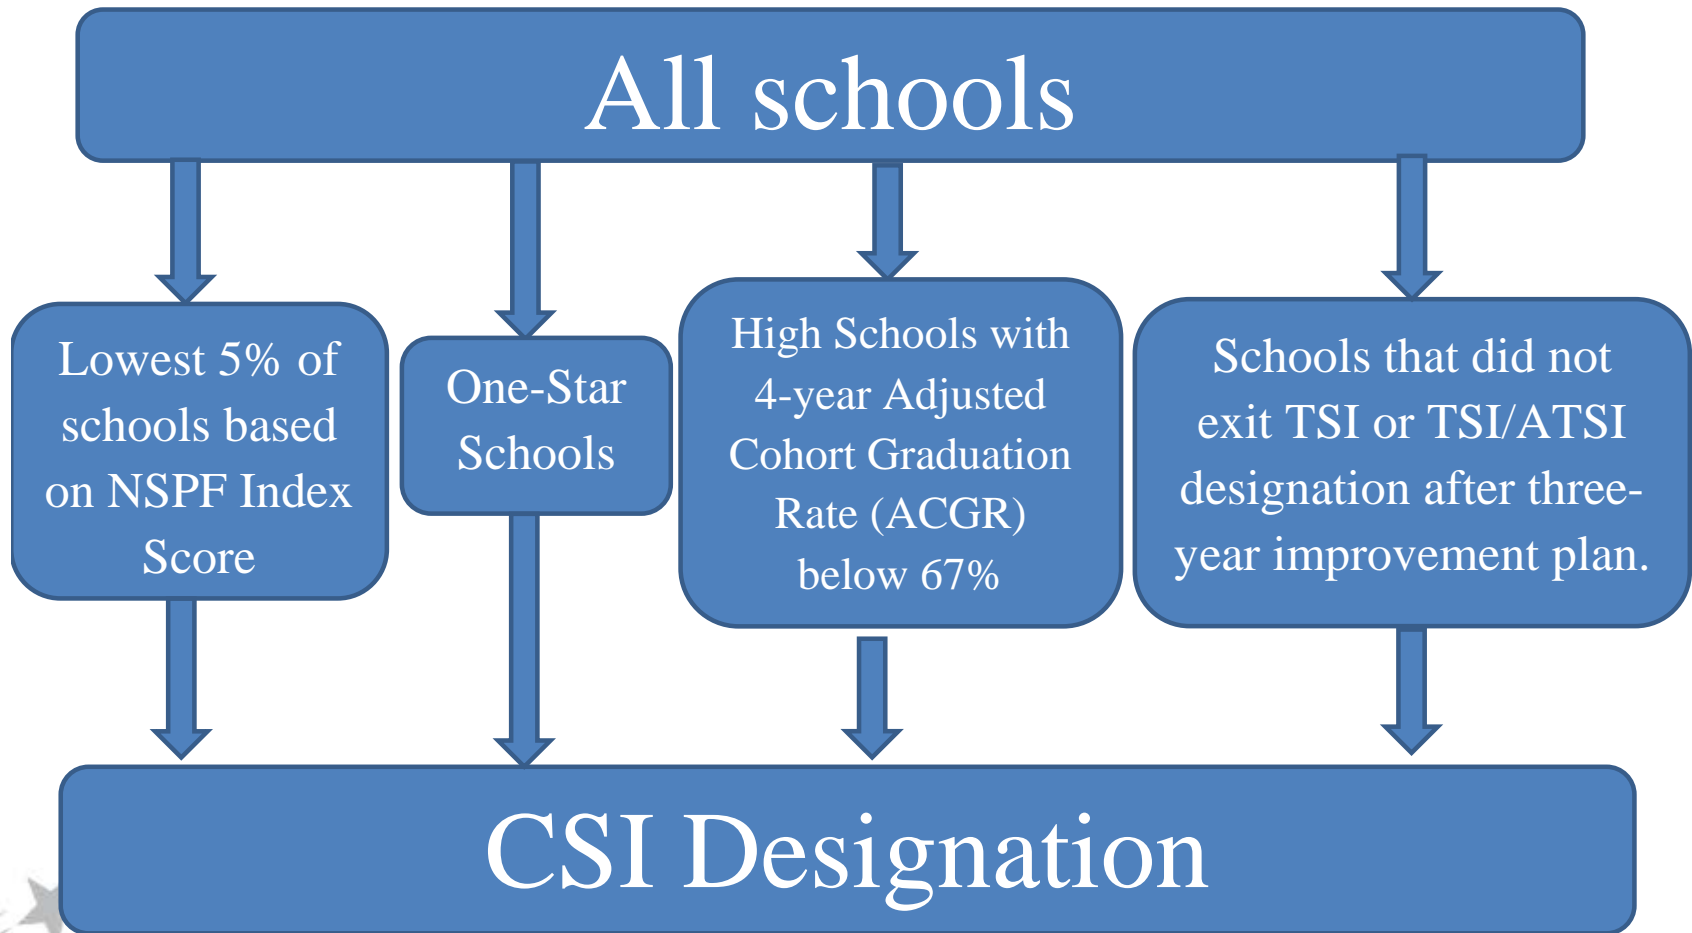 All schools
Lowest 5% of
schools based
on NSPF Index
Score
One-Star
Schools
High Schools with
4-year Adjusted
Cohort Graduation
Rate (ACGR)
below 67%
Schools that did not
exit TSI or TSI/ATSI
designation after three-
year improvement plan.
CSI Designation